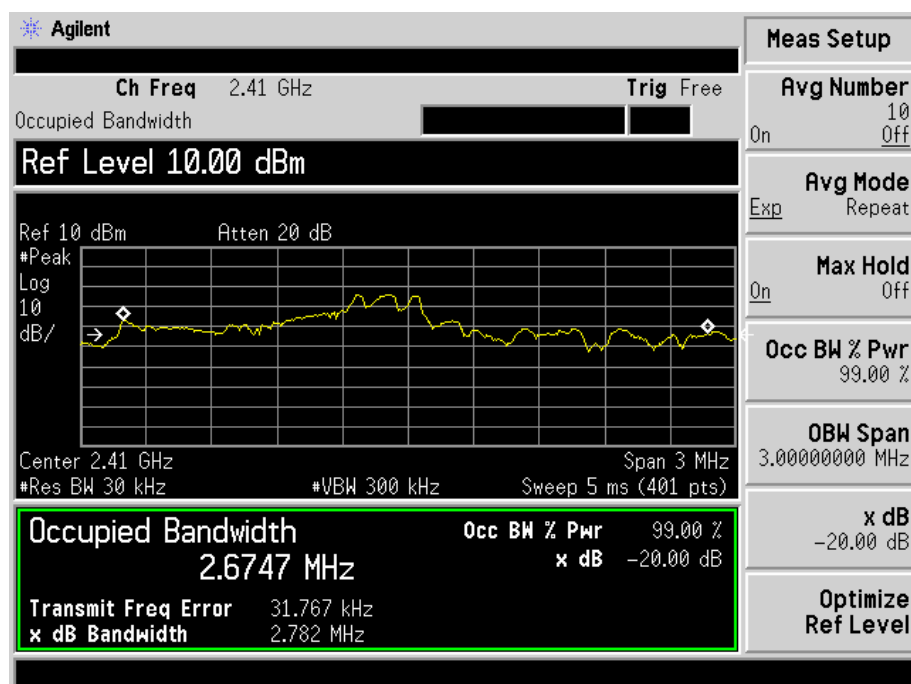 Agilent
Ch Freq 2.41 GHz Trig Free
Occupied Bandwidth
Ref Level 10.00 dBm
Ref 10 dBm Atten 20 dB
#Peak
Log
10
dB/
Center 2.41 GHz Span 3 MHz
#Res BW 30 kHz #VBW 300 kHz Sweep 5 ms (401 pts)
Occupied Bandwidth
2.6747 MHz
Occ BW % Pwr 99.00 %
x dB -20.00 dB
Transmit Freq Error 31.767 kHz
x dB Bandwidth 2.782 MHz
Meas Setup
Avg Number
10
On Off
Avg Mode
Exp Repeat
Max Hold
On Off
Occ BW % Pwr
99.00 %
OBW Span
3.00000000 MHz
x dB
-20.00 dB
Optimize
Ref Level